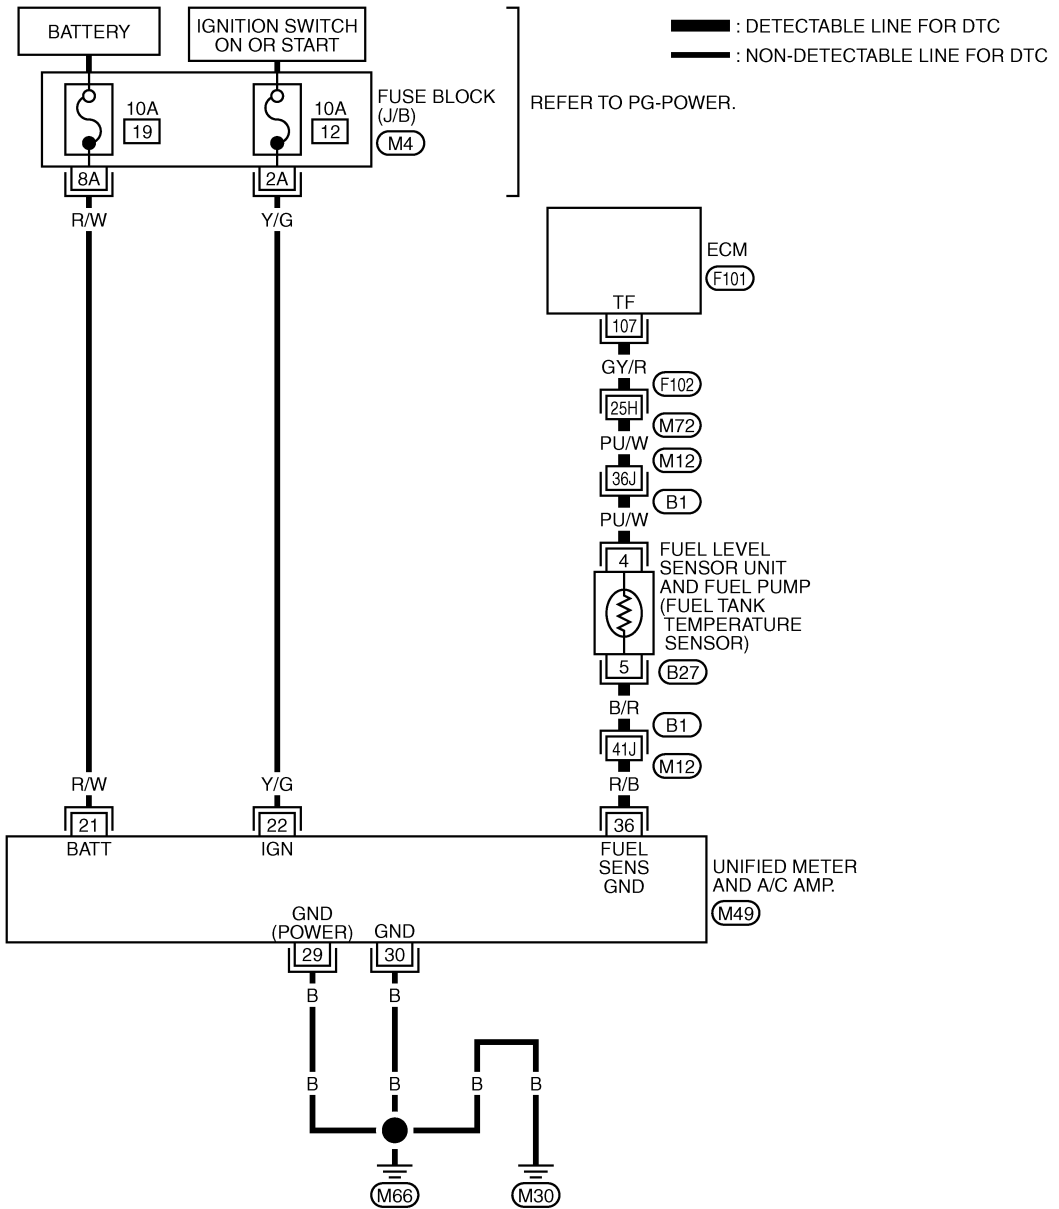 BATTERY
IGNITION SWITCH
ON OR START
: DETECTABLE LINE FOR DTC
: NON-DETECTABLE LINE FOR DTC
10A
19
10A
12
FUSE BLOCK
(J/B)
M4
REFER TO PG-POWER.
8A
2A
R/W
Y/G
ECM
F101
TF
107
GY/R
F102
25H
M72
PU/W
M12
36J
B1
PU/W
4
FUEL LEVEL
SENSOR UNIT
AND FUEL PUMP
(FUEL TANK
TEMPERATURE
SENSOR)
5
B27
B/R
B1
41J
M12
R/W
Y/G
R/B
21
22
36
BATT
IGN
FUEL
SENS
GND
UNIFIED METER
AND A/C AMP.
M49
GND
(POWER)
GND
29
30
B
B
B
B
B
B
M66
M30